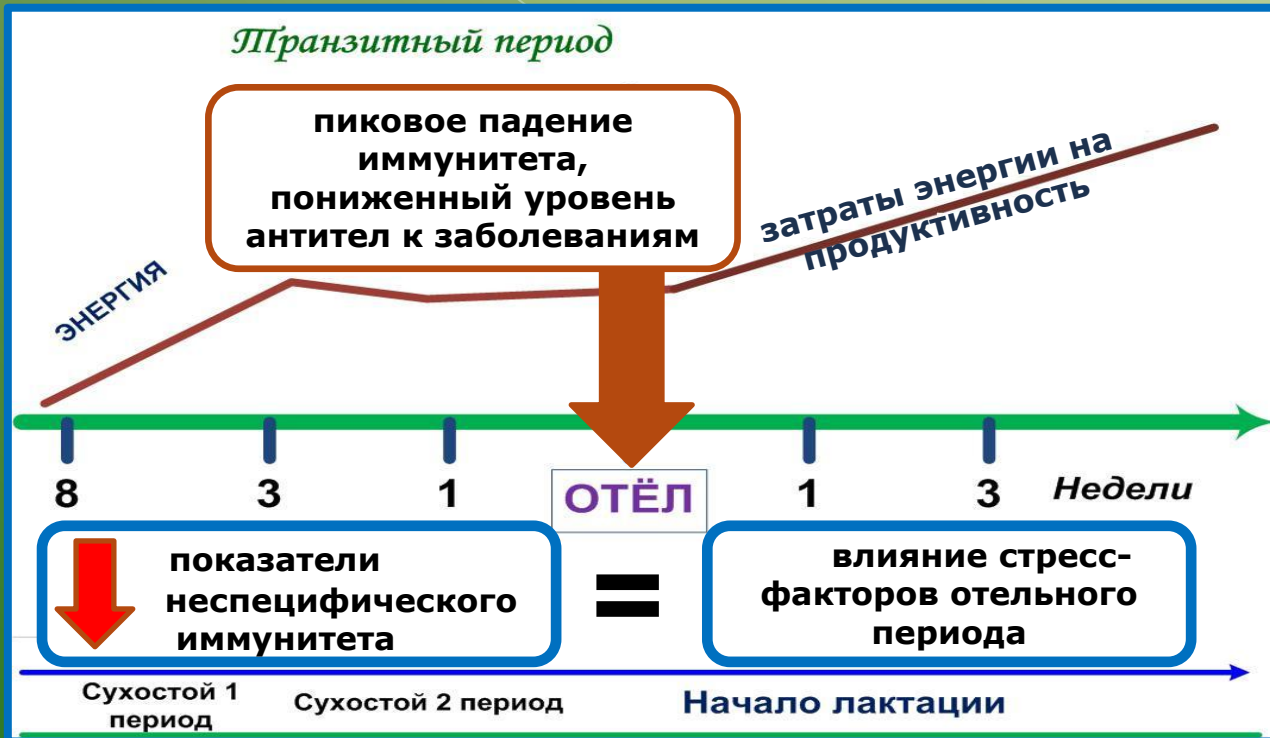 Транзитный период
пиковое падение
иммунитета,
пониженный уровень
антител к заболеваниям
затраты энергии на
продуктивность
ЭНЕРГИЯ
8 3 1 ОТЁЛ 1 3 Недели
показатели
неспецифического
иммунитета
=
влияние стресс-
факторов отельного
периода
Сухостой 1
период
Сухостой 2 период
Начало лактации